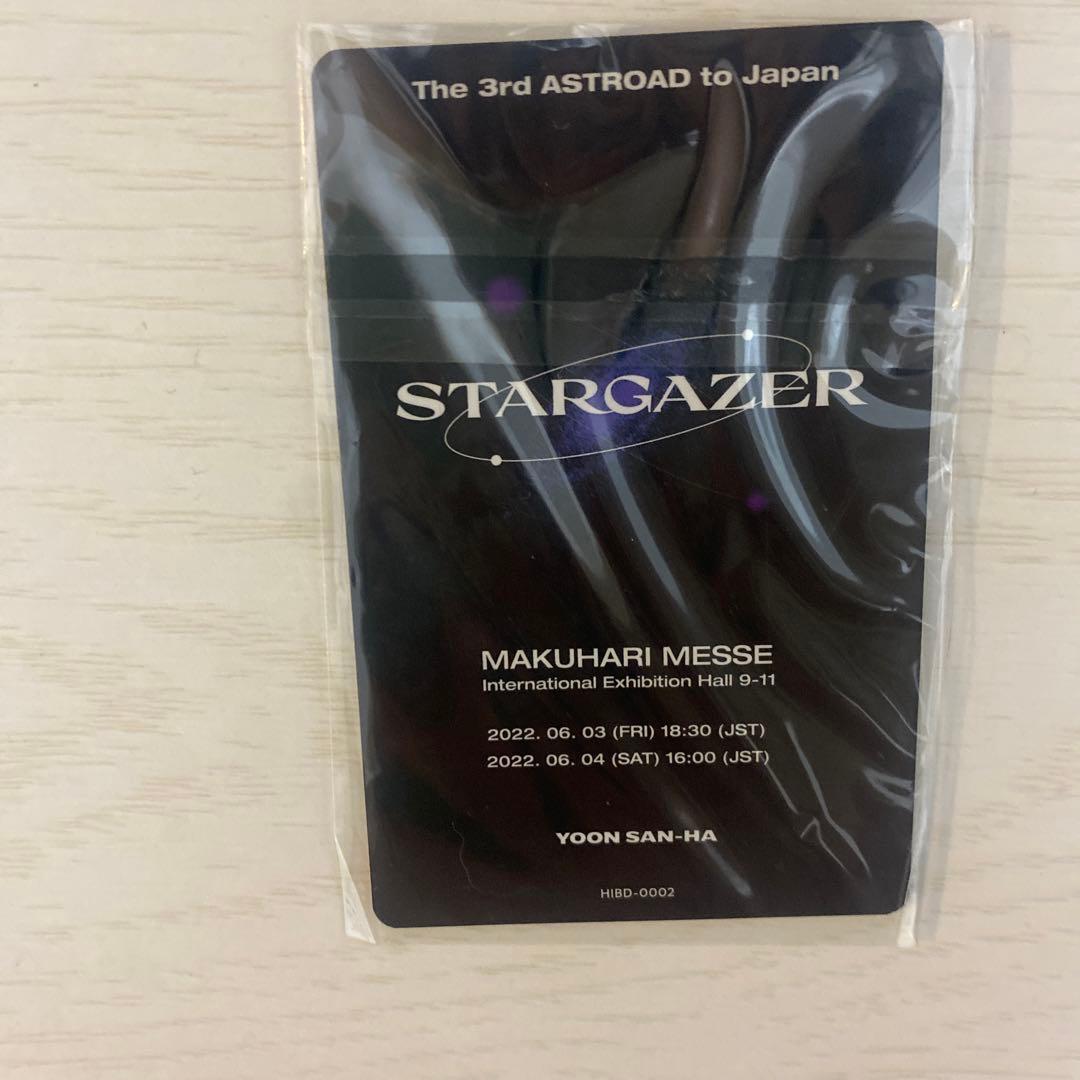 The 3rd ASTROAD to Japan
STARGAZER
MAKUHARI MESSE
International Exhibition Hall 9-11
2022. 06. 03 (FRI) 18:30 (JST)
2022. 06. 04 (SAT) 16:00 (JST)
YOON SAN-HA
HIBD-0002